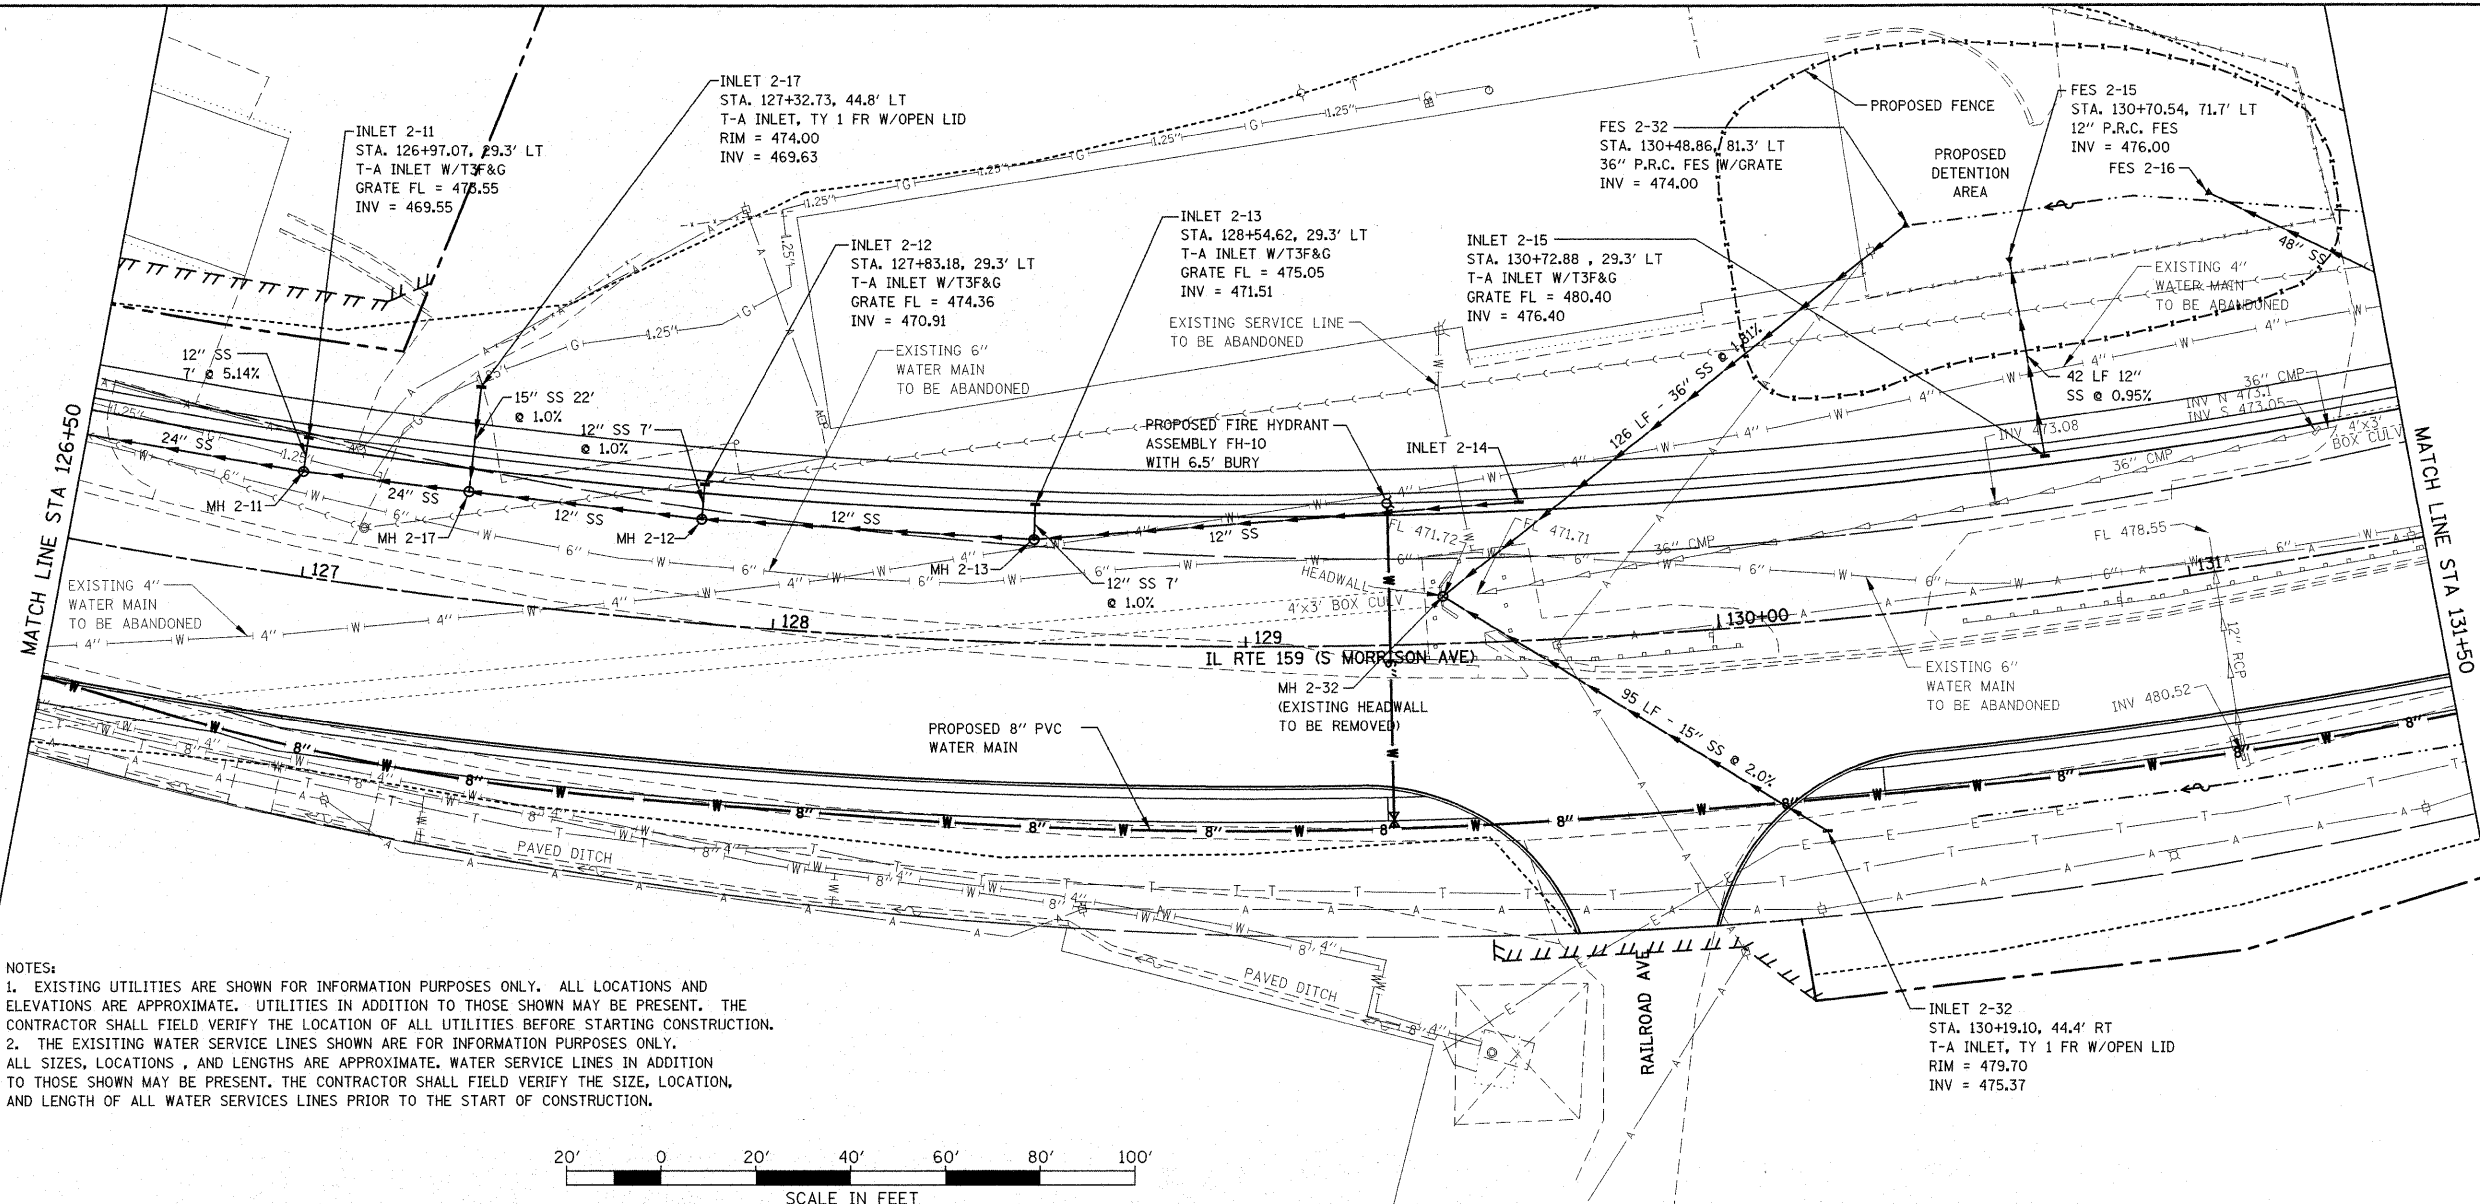 INLET 2-17
STA. 127+32.73, 44.8' LT
T-A INLET, TY 1 FR W/OPEN LID
RIM = 474.00
INV = 469.63
INLET 2-11
STA. 126+97.07, 29.3' LT
T-A INLET W/T3F&G
GRATE FL = 473.55
INV = 469.55
INLET 2-12
STA. 127+83.18, 29.3' LT
T-A INLET W/T3F&G
GRATE FL = 474.36
INV = 470.91
INLET 2-13
STA. 128+54.62, 29.3' LT
T-A INLET W/T3F&G
GRATE FL = 475.05
INV = 471.51
INLET 2-15
STA. 130+72.88 , 29.3' LT
T-A INLET W/T3F&G
GRATE FL = 480.40
INV = 476.40
FES 2-32
STA. 130+48.86, 81.3' LT
36" P.R.C. FES W/GRATE
INV = 474.00
PROPOSED FENCE
PROPOSED
DETENTION
AREA
FES 2-15
STA. 130+70.54, 71.7' LT
12" P.R.C. FES
INV = 476.00
FES 2-16
48" SS
EXISTING 4"
WATER MAIN
TO BE ABANDONED
EXISTING SERVICE LINE
TO BE ABANDONED
EXISTING 6"
WATER MAIN
TO BE ABANDONED
12" SS
7' @ 5.14%
15" SS 22'
@ 1.0%
12" SS 7'
@ 1.0%
PROPOSED FIRE HYDRANT
ASSEMBLY FH-10
WITH 6.5' BURY
INLET 2-14
126 LF - 36" SS @ 1.81%
42 LF 12"
SS @ 0.95%
36" CMP
INV N 473.1
INV S 473.05
4'x3'
BOX CULV
INV 473.08
36" CMP
36" CMP
24" SS
24" SS
12" SS
12" SS
12" SS
MH 2-11
MH 2-17
MH 2-12
MH 2-13
12" SS 7'
@ 1.0%
FL 471.72
FL 471.71
HEADWALL
4'x3' BOX CULV
FL 478.55
12" RCP
INV 480.52
EXISTING 4"
WATER MAIN
TO BE ABANDONED
127
128
129
130+00
131
IL RTE 159 (S MORRISON AVE)
MH 2-32
(EXISTING HEADWALL
TO BE REMOVED)
EXISTING 6"
WATER MAIN
TO BE ABANDONED
95 LF - 15" SS @ 2.0%
PROPOSED 8" PVC
WATER MAIN
PAVED DITCH
PAVED DITCH
RAILROAD AVE
MATCH LINE STA 126+50
MATCH LINE STA 131+50
INLET 2-32
STA. 130+19.10, 44.4' RT
T-A INLET, TY 1 FR W/OPEN LID
RIM = 479.70
INV = 475.37
NOTES:
1. EXISTING UTILITIES ARE SHOWN FOR INFORMATION PURPOSES ONLY. ALL LOCATIONS AND
ELEVATIONS ARE APPROXIMATE. UTILITIES IN ADDITION TO THOSE SHOWN MAY BE PRESENT. THE
CONTRACTOR SHALL FIELD VERIFY THE LOCATION OF ALL UTILITIES BEFORE STARTING CONSTRUCTION.
2. THE EXISITING WATER SERVICE LINES SHOWN ARE FOR INFORMATION PURPOSES ONLY.
ALL SIZES, LOCATIONS , AND LENGTHS ARE APPROXIMATE. WATER SERVICE LINES IN ADDITION
TO THOSE SHOWN MAY BE PRESENT. THE CONTRACTOR SHALL FIELD VERIFY THE SIZE, LOCATION,
AND LENGTH OF ALL WATER SERVICES LINES PRIOR TO THE START OF CONSTRUCTION.
20' 0 20' 40' 60' 80' 100'
SCALE IN FEET